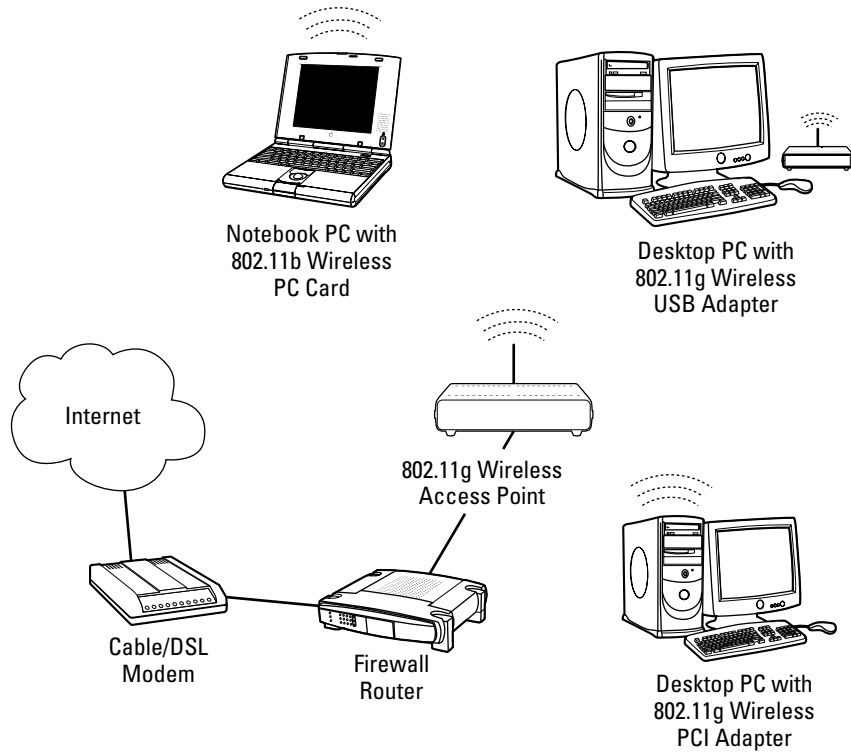 Notebook PC with
802.11b Wireless
PC Card
Desktop PC with
802.11g Wireless
USB Adapter
Internet
802.11g Wireless
Access Point
Cable/DSL
Modem
Firewall
Router
Desktop PC with
802.11g Wireless
PCI Adapter